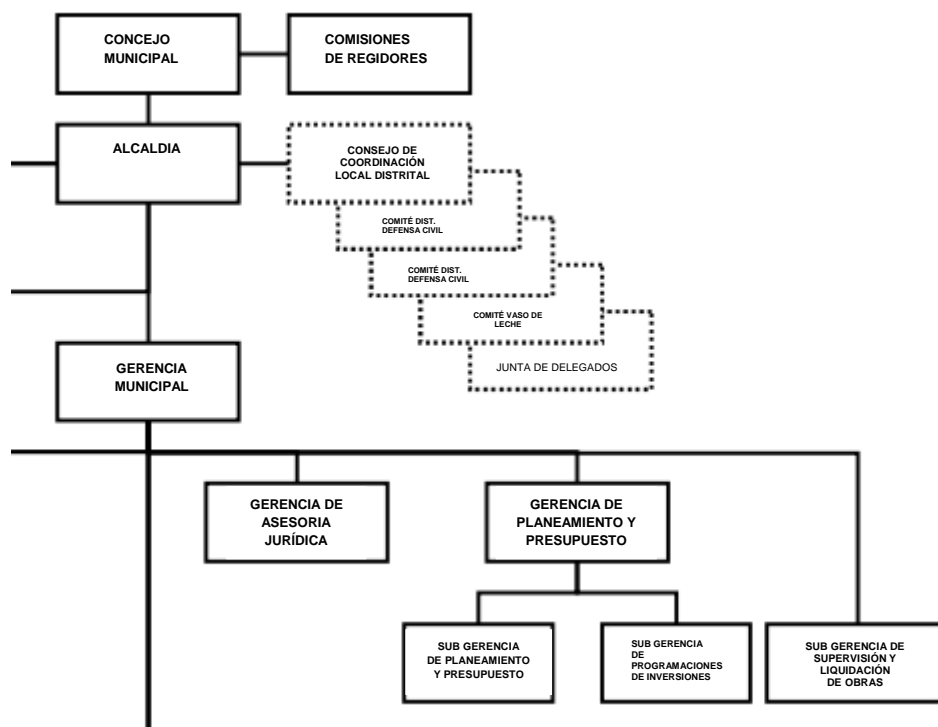 CONCEJO
MUNICIPAL
COMISIONES
DE REGIDORES
ALCALDIA
CONSEJO DE
COORDINACIÓN
LOCAL DISTRITAL
COMITÉ DIST.
DEFENSA CIVIL
COMITÉ DIST.
DEFENSA CIVIL
COMITÉ VASO DE
LECHE
JUNTA DE DELEGADOS
GERENCIA
MUNICIPAL
GERENCIA DE
ASESORIA
JURÍDICA
GERENCIA DE
PLANEAMIENTO Y
PRESUPUESTO
SUB GERENCIA
DE PLANEAMIENTO
Y PRESUPUESTO
SUB GERENCIA
DE
PROGRAMACIONES
DE INVERSIONES
SUB GERENCIA DE
SUPERVISIÓN Y
LIQUIDACIÓN
DE OBRAS